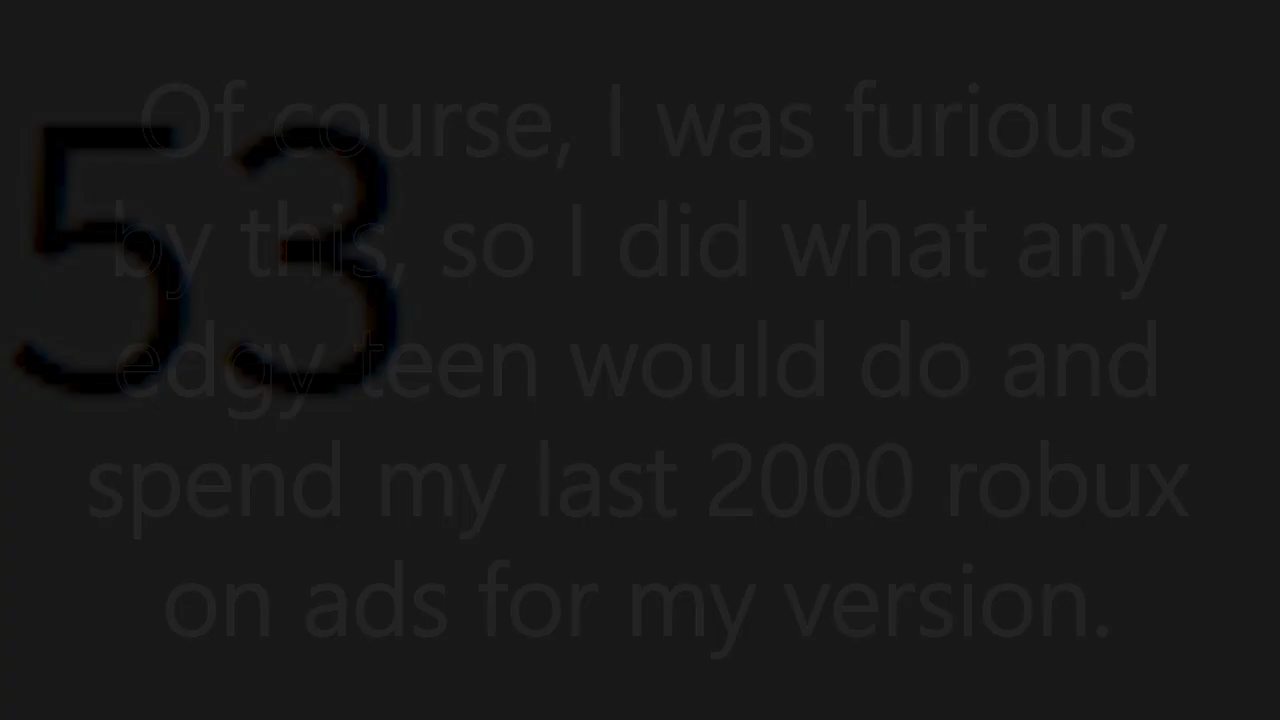 53
Of course, I was furious
by this, so I did what any
edgy teen would do and
spend my last 2000 robux
on ads for my version.